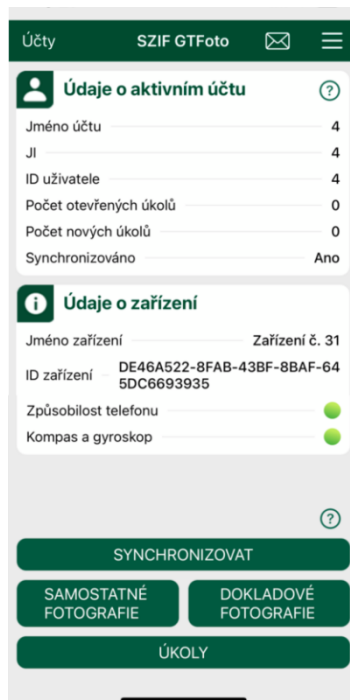 Účty SZIF GTFoto
Údaje o aktivním účtu ?
Jméno účtu 4
JI 4
ID uživatele 4
Počet otevřených úkolů 0
Počet nových úkolů 0
Synchronizováno Ano
i Údaje o zařízení
Jméno zařízení Zařízení č. 31
ID zařízení DE46A522-8FAB-43BF-8BAF-64
5DC6693935
Způsobilost telefonu
Kompas a gyroskop
?
SYNCHRONIZOVAT
SAMOSTATNÉ
FOTOGRAFIE
DOKLADOVÉ
FOTOGRAFIE
ÚKOLY